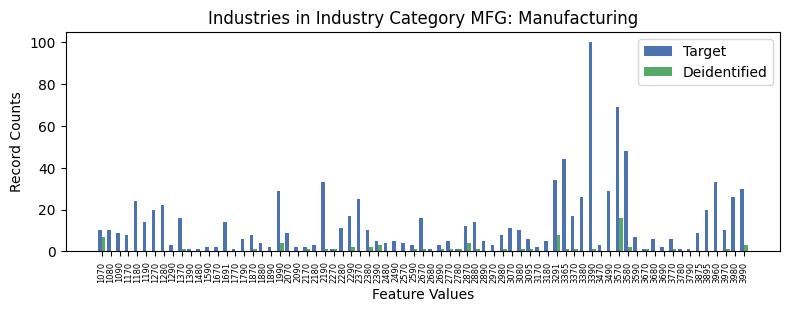 Industries in Industry Category MFG: Manufacturing
Target
Deidentified
Record Counts
100
80
60
40
20
0
1070 1080 1090 1170 1180 1190 1270 1280 1290 1370 1390 1480 1590 1670 1691 1770 1790 1870 1880 1890 1990 2070 2090 2170 2180 2190 2270 2280 2290 2370 2380 2390 2480 2490 2570 2590 2670 2680 2690 2770 2780 2870 2880 2890 2970 2980 3070 3080 3095 3170 3180 3291 3365 3370 3380 3390 3470 3490 3570 3580 3590 3670 3680 3690 3770 3780 3790 3875 3895 3960 3970 3980 3990
Feature Values